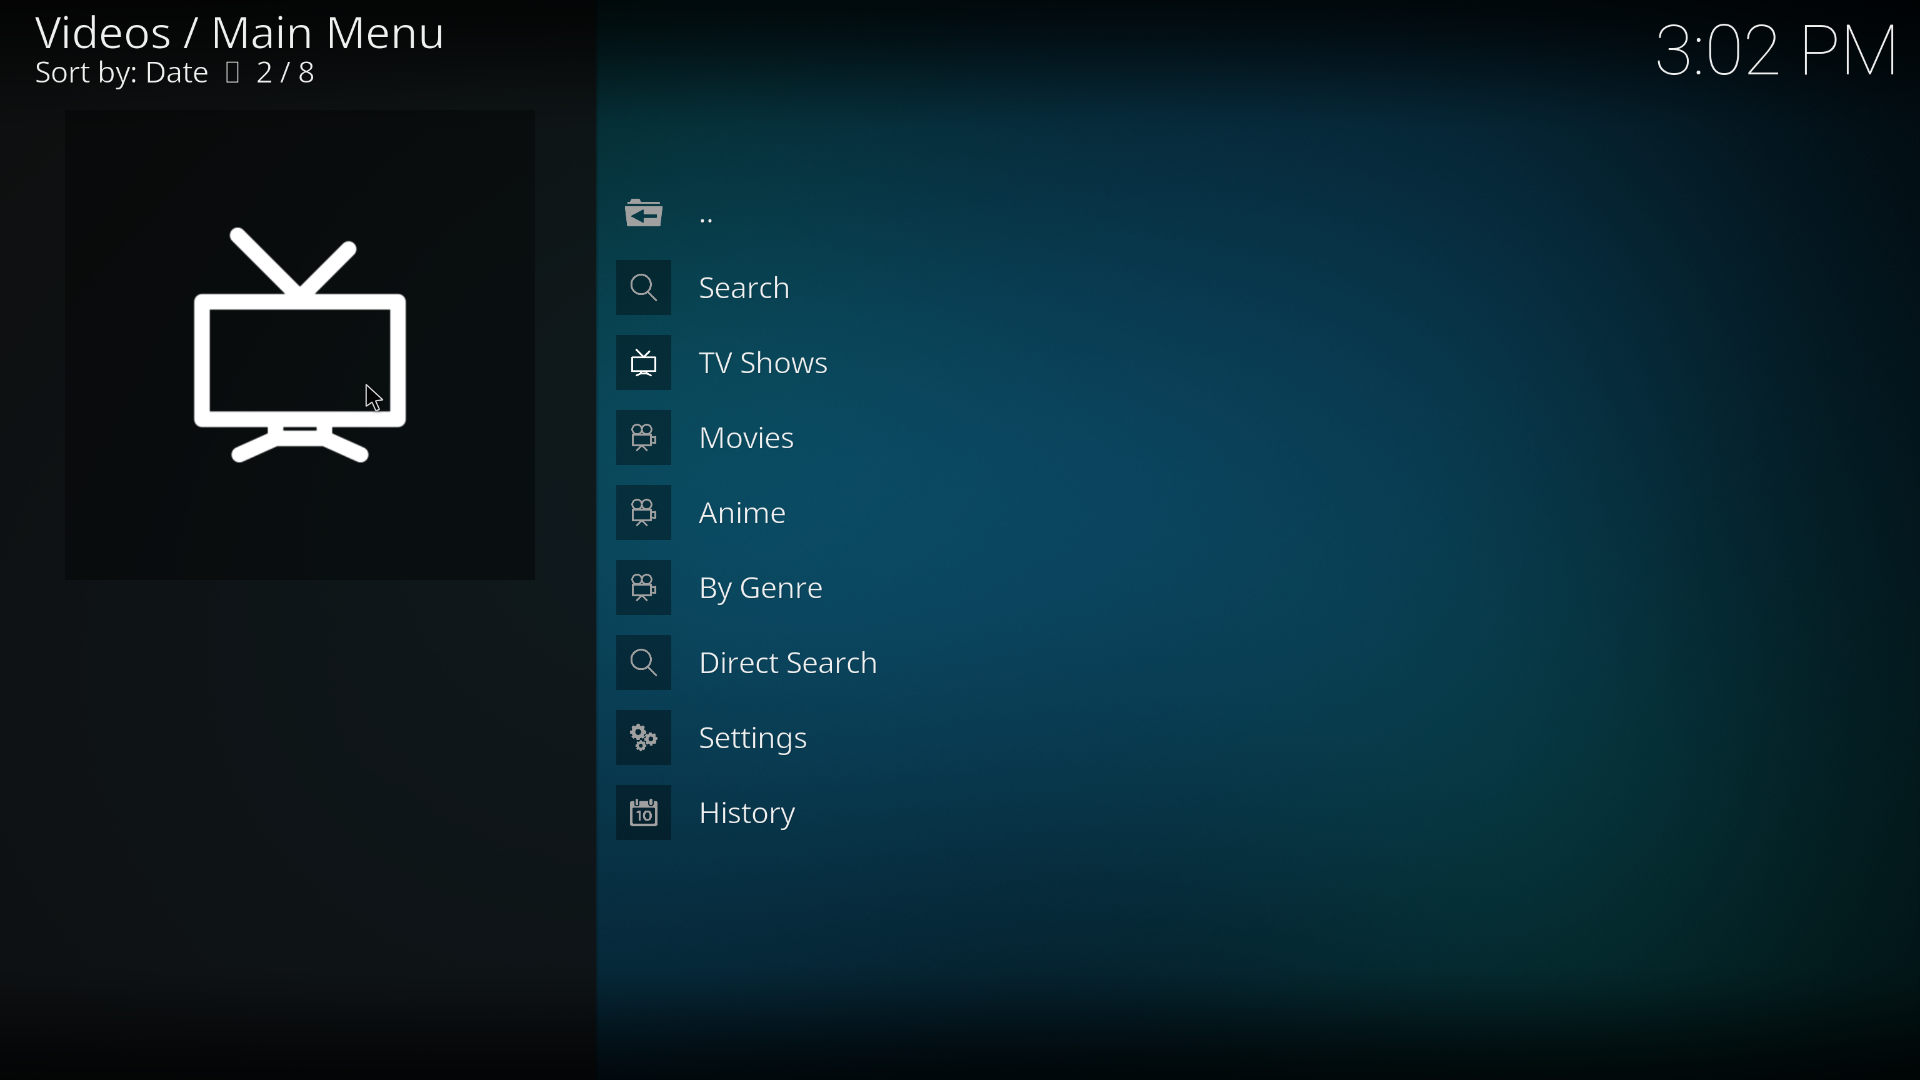 Videos / Main Menu
Sort by: Date 2 / 8
3:02 PM
..
Search
TV Shows
Movies
Anime
By Genre
Direct Search
Settings
10
History